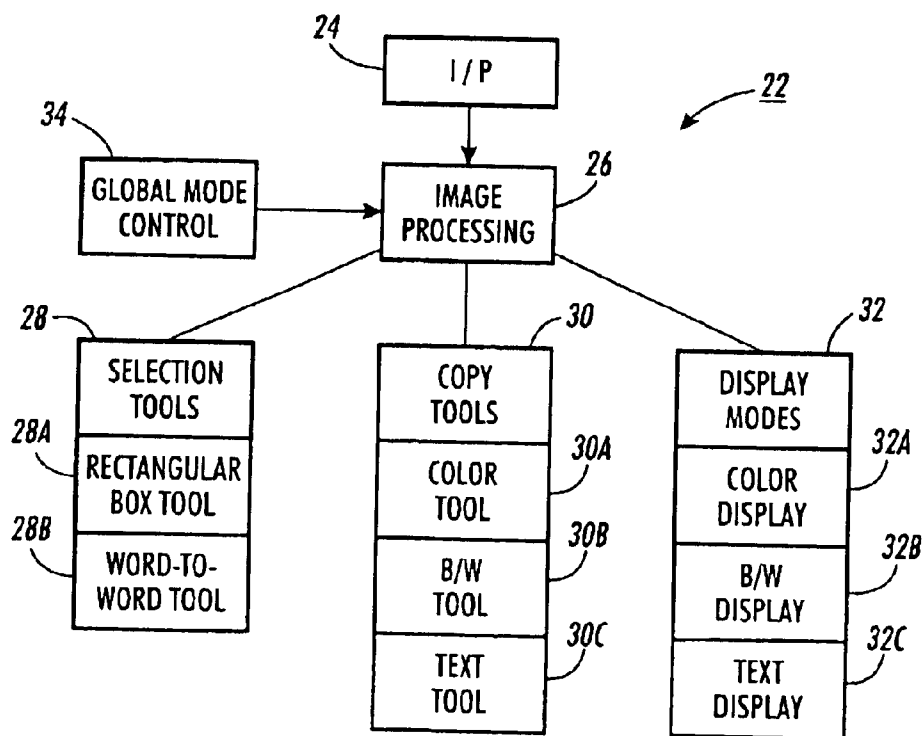 24
I / P
22
34
GLOBAL MODE
CONTROL
26
IMAGE
PROCESSING
28
SELECTION
TOOLS
28A
RECTANGULAR
BOX TOOL
28B
WORD-TO-
WORD TOOL
30
COPY
TOOLS
30A
COLOR
TOOL
30B
B/W
TOOL
30C
TEXT
TOOL
32
DISPLAY
MODES
32A
COLOR
DISPLAY
32B
B/W
DISPLAY
32C
TEXT
DISPLAY